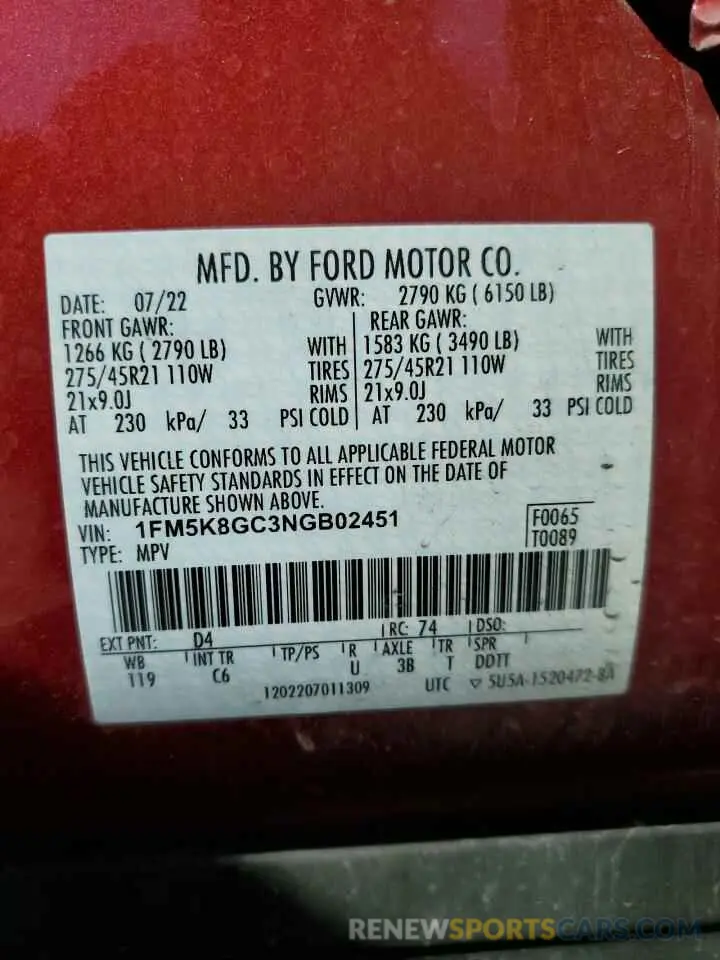 MFD. BY FORD MOTOR CO.
DATE: 07/22 GVWR: 2790 KG ( 6150 LB)
FRONT GAWR: REAR GAWR:
1266 KG ( 2790 LB) WITH 1583 KG ( 3490 LB) WITH
275/45R21 110W TIRES 275/45R21 110W TIRES
21x9.0J RIMS 21x9.0J RIMS
AT 230 kPa/ 33 PSI COLD AT 230 kPa/ 33 PSI COLD
THIS VEHICLE CONFORMS TO ALL APPLICABLE FEDERAL MOTOR
VEHICLE SAFETY STANDARDS IN EFFECT ON THE DATE OF
MANUFACTURE SHOWN ABOVE.
VIN: 1FM5K8GC3NGB02451 F0065
TYPE: MPV T0089
EXT PNT: D4 RC: 74 DSO:
WB INT TR TP/PS R AXLE TR SPR
119 C6 U 3B T DDTT
1202207011309 UTC ▽ 5U5A-1520472-BA
RENEWSPORTSCARS.COM